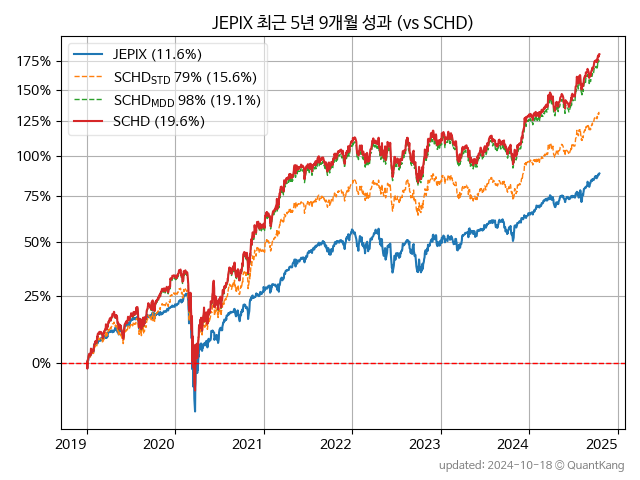 JEPIX 최근 5년 9개월 성과 (vs SCHD)
JEPIX (11.6%)
SCHD_STD 79% (15.6%)
SCHD_MDD 98% (19.1%)
SCHD (19.6%)
175%
150%
125%
100%
75%
50%
25%
0%
2019 2020 2021 2022 2023 2024 2025
updated: 2024-10-18 © QuantKang